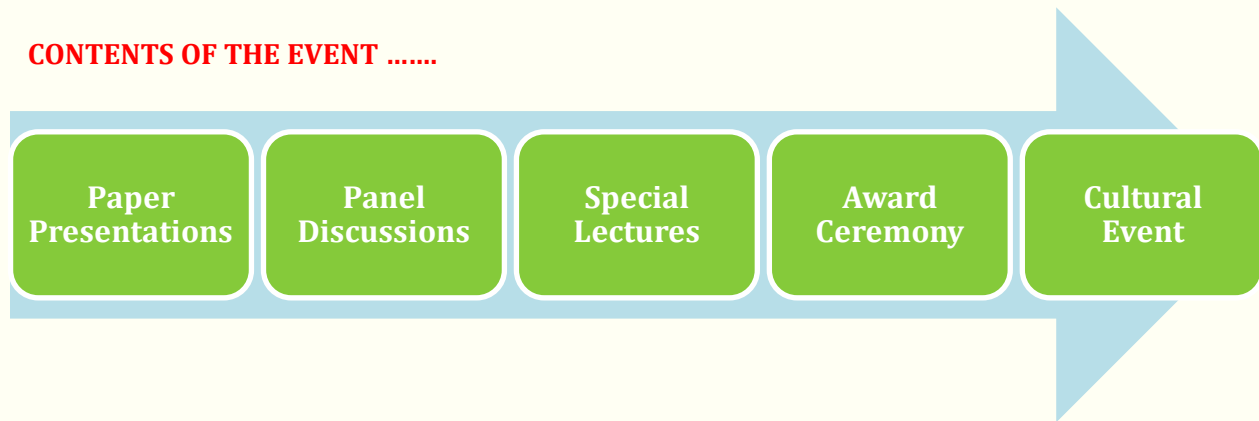 CONTENTS OF THE EVENT .......
Paper
Presentations
Panel
Discussions
Special
Lectures
Award
Ceremony
Cultural
Event